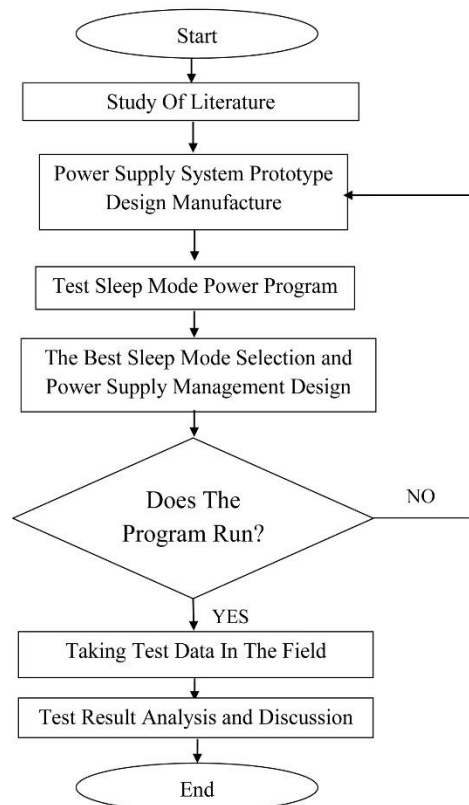 Start
Study Of Literature
Power Supply System Prototype
Design Manufacture
Test Sleep Mode Power Program
The Best Sleep Mode Selection and
Power Supply Management Design
Does The
Program Run?
NO
YES
Taking Test Data In The Field
Test Result Analysis and Discussion
End